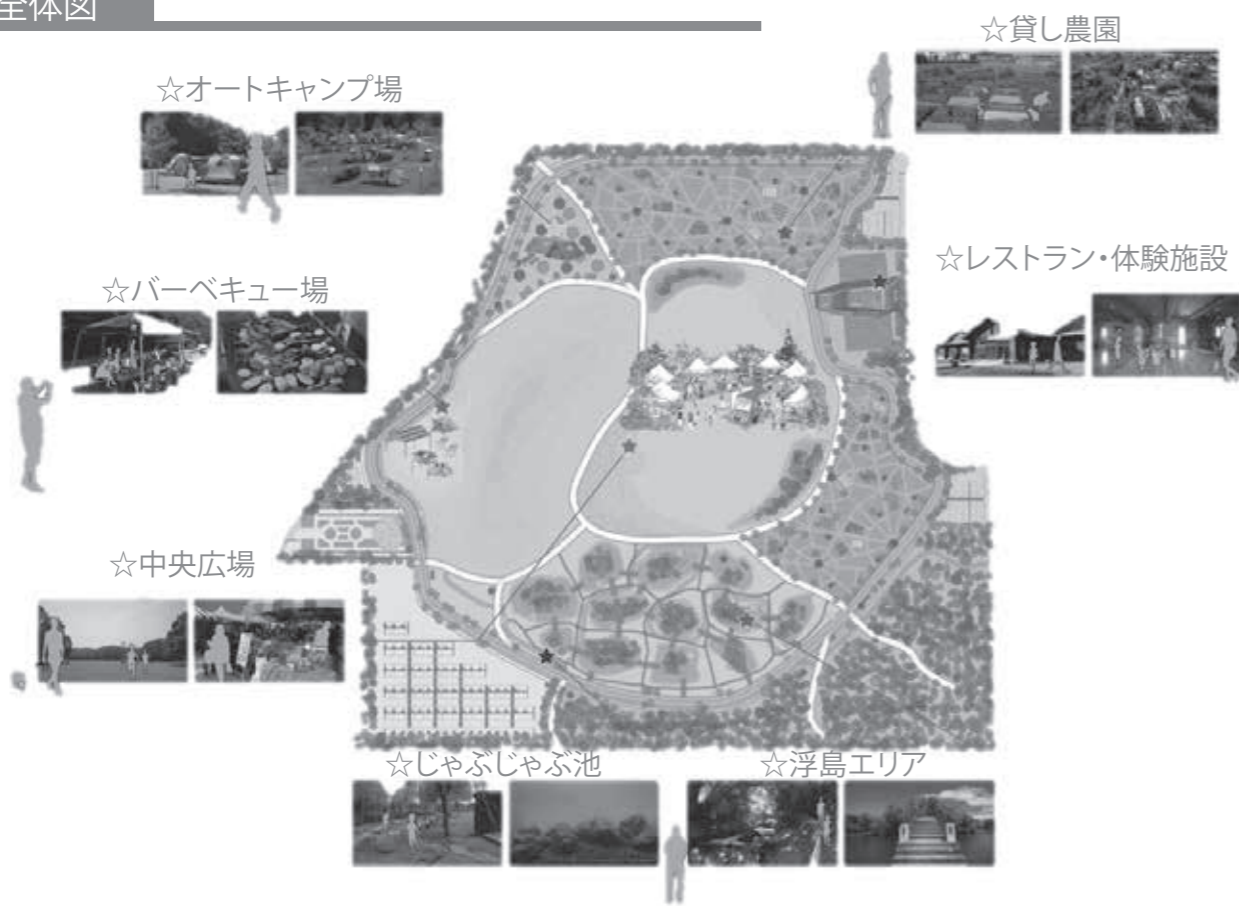 全体図
☆貸し農園
☆オートキャンプ場
☆レストラン・体験施設
☆バーベキュー場
☆中央広場
☆じゃぶじゃぶ池
☆浮島エリア